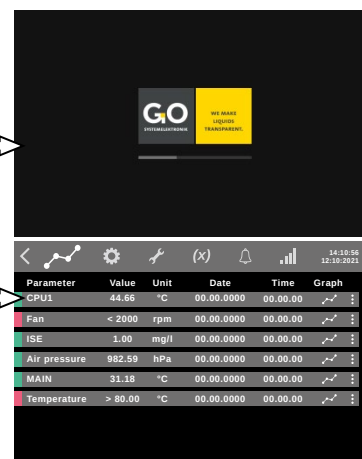 GO
SYSTEMELEKTRONIK
WE MAKE
LIQUIDS
TRANSPARENT.
(x)
14:10:56
12:10:2021
Parameter Value Unit Date Time Graph
CPU1 44.66 °C 00.00.0000 00.00.00
Fan < 2000 rpm 00.00.0000 00.00.00
ISE 1.00 mg/l 00.00.0000 00.00.00
Air pressure 982.59 hPa 00.00.0000 00.00.00
MAIN 31.18 °C 00.00.0000 00.00.00
Temperature > 80.00 °C 00.00.0000 00.00.00